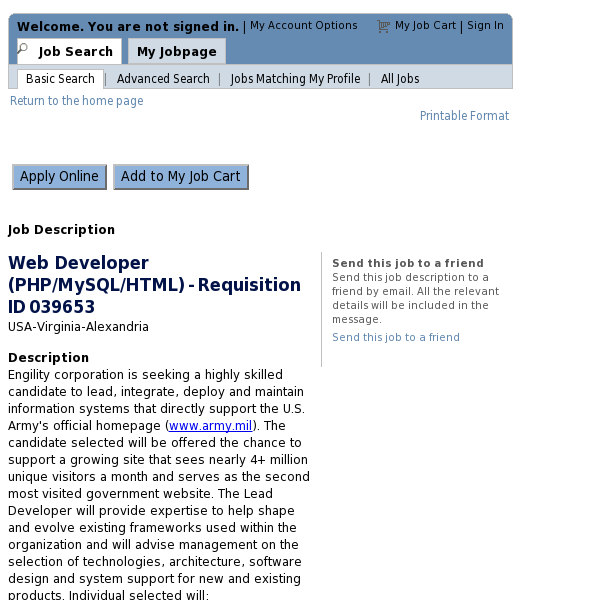 Welcome. You are not signed in. | My Account Options My Job Cart | Sign In
Job Search My Jobpage
Basic Search | Advanced Search | Jobs Matching My Profile | All Jobs
Return to the home page
Printable Format
Apply Online Add to My Job Cart
Job Description
Web Developer
(PHP/MySQL/HTML) - Requisition
ID 039653
USA-Virginia-Alexandria
Description
Engility corporation is seeking a highly skilled
candidate to lead, integrate, deploy and maintain
information systems that directly support the U.S.
Army's official homepage (www.army.mil). The
candidate selected will be offered the chance to
support a growing site that sees nearly 4+ million
unique visitors a month and serves as the second
most visited government website. The Lead
Developer will provide expertise to help shape
and evolve existing frameworks used within the
organization and will advise management on the
selection of technologies, architecture, software
design and system support for new and existing
products. Individual selected will:
Send this job to a friend
Send this job description to a
friend by email. All the relevant
details will be included in the
message.
Send this job to a friend